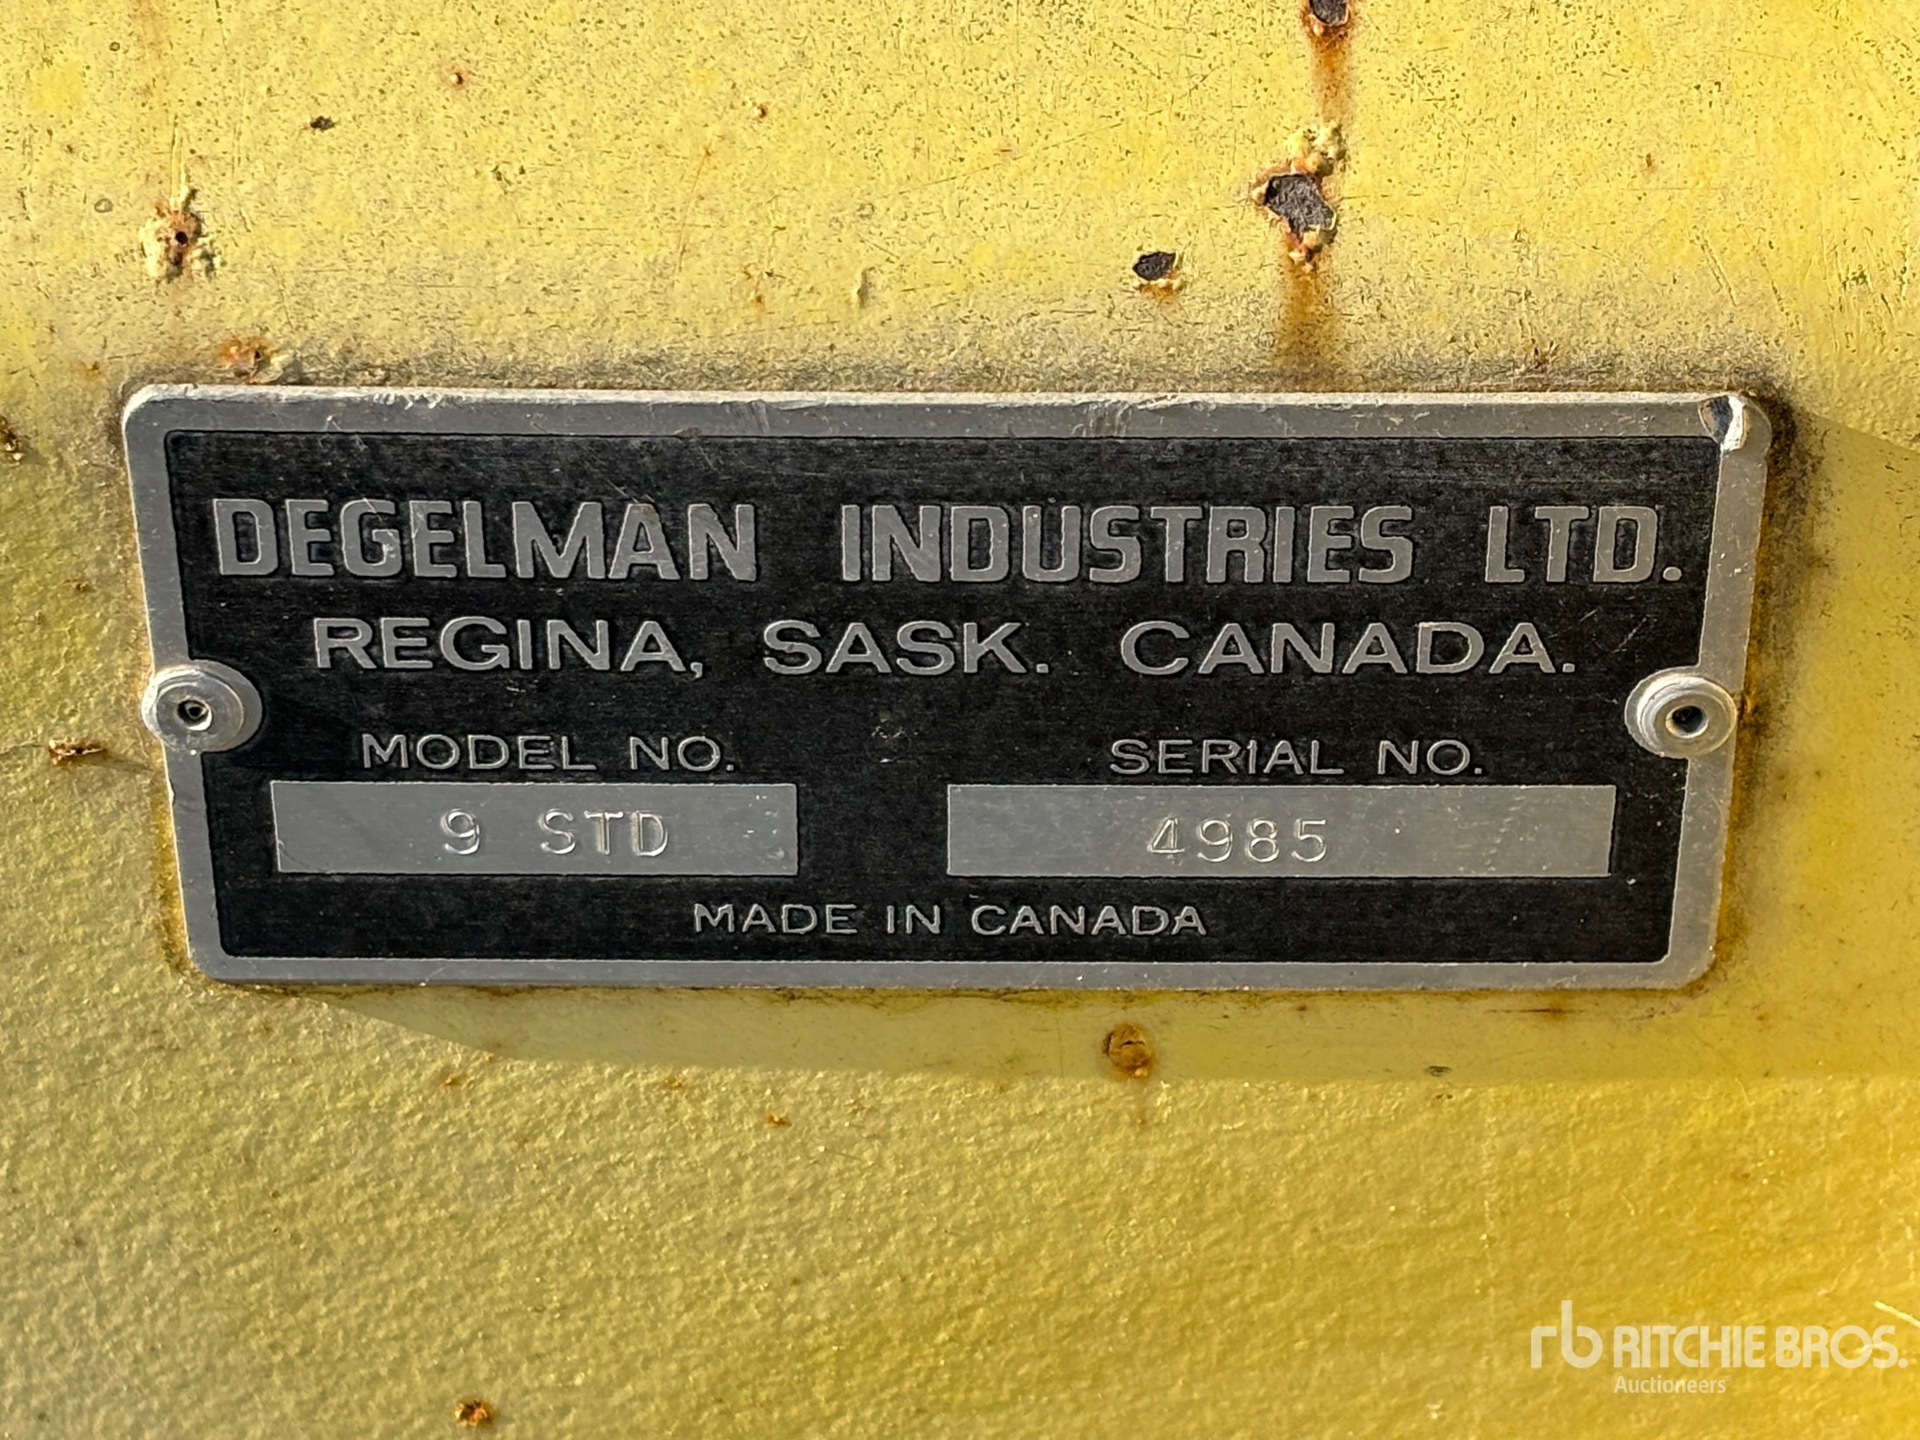 DEGELMAN INDUSTRIES LTD.
REGINA, SASK. CANADA.
MODEL NO. SERIAL NO.
9 STD 4985
MADE IN CANADA
rb RITCHIE BROS.
Auctioneers